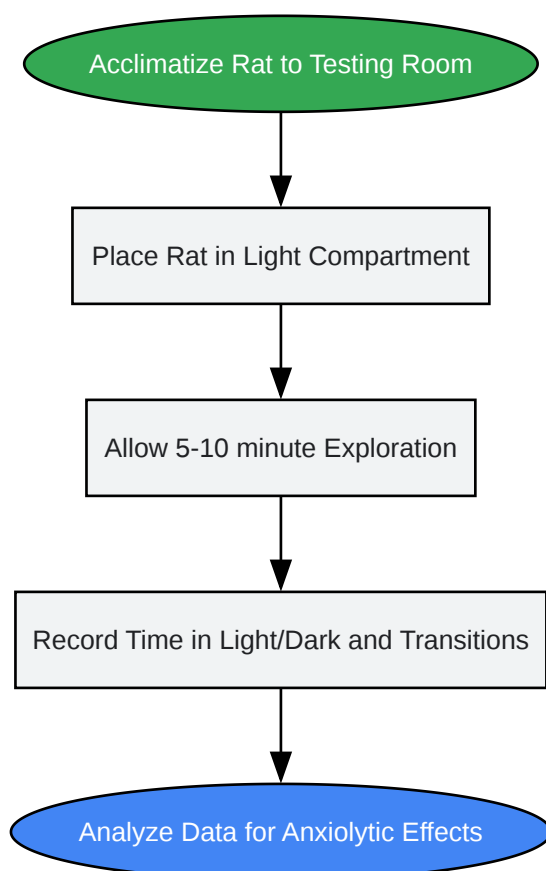 Acclimatize Rat to Testing Room
Place Rat in Light Compartment
Allow 5-10 minute Exploration
Record Time in Light/Dark and Transitions
Analyze Data for Anxiolytic Effects